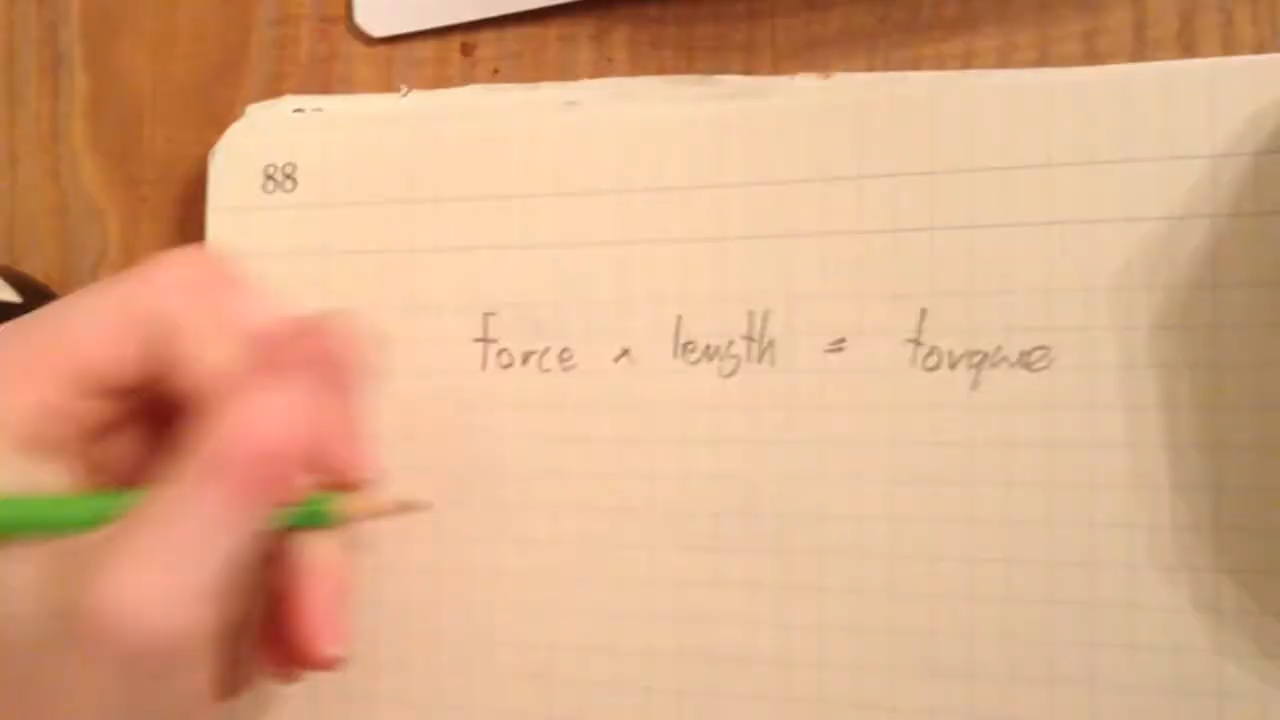 88
force × length = torque